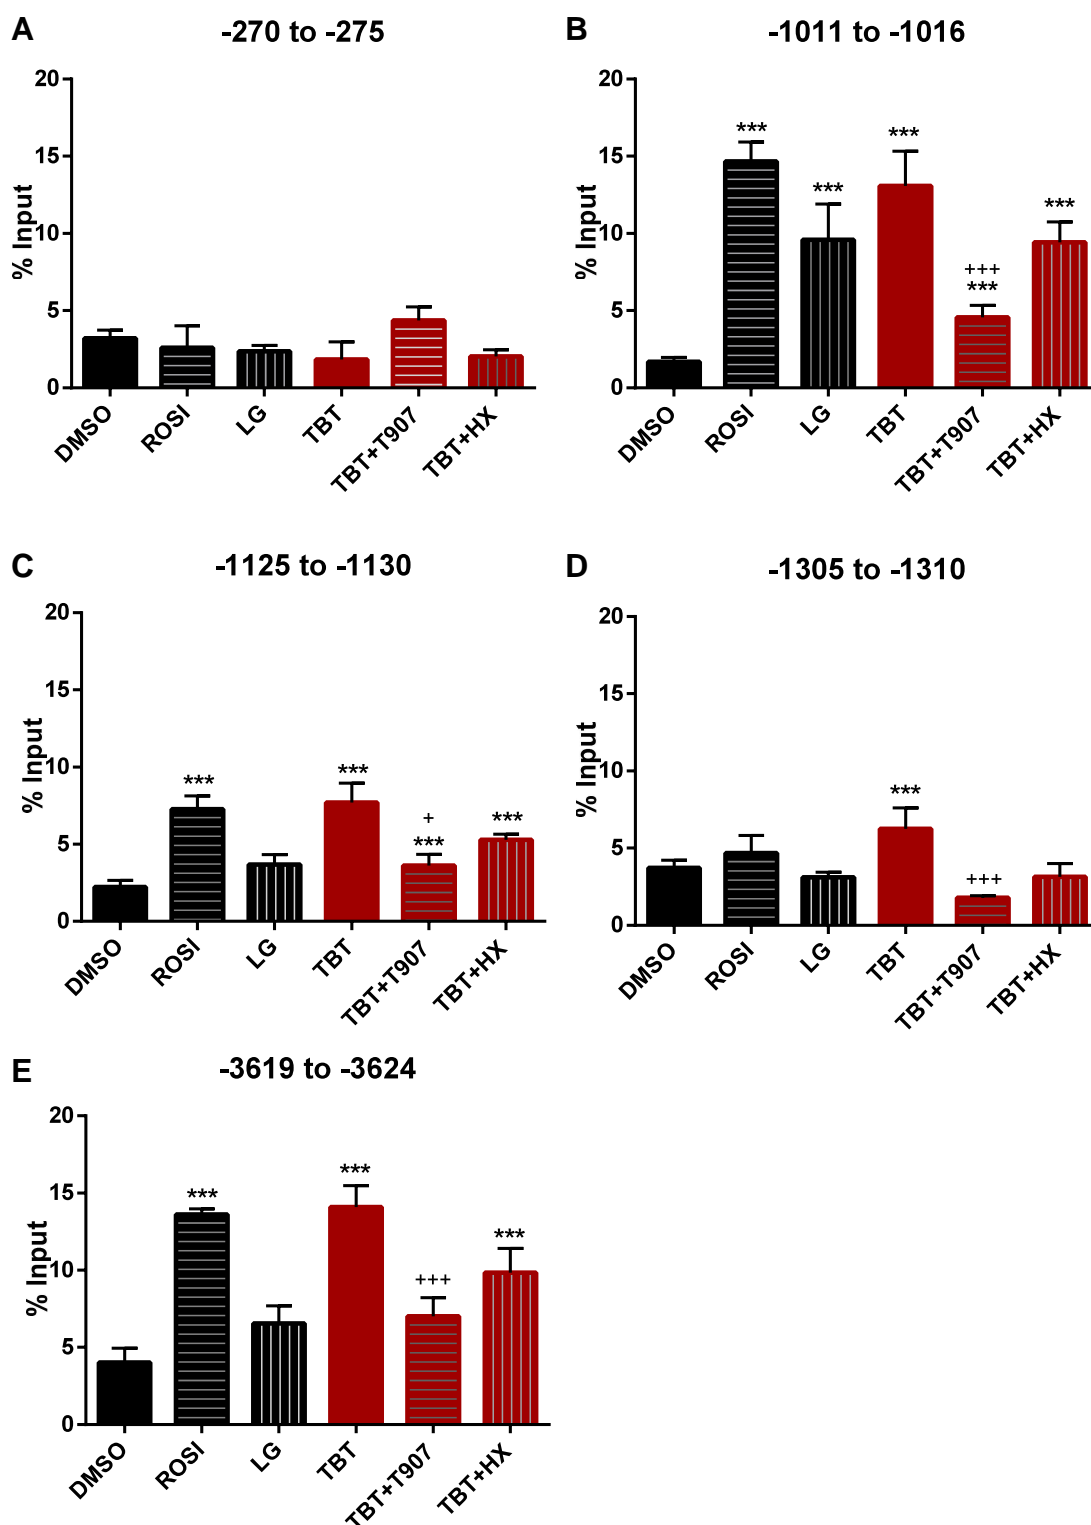 A
-270 to -275
20
15
10
5
0
% Input
DMSO
ROSI
LG
TBT
TBT+T907
TBT+HX
B
-1011 to -1016
20
15
10
5
0
% Input
***
***
***
+++
***
***
DMSO
ROSI
LG
TBT
TBT+T907
TBT+HX
C
-1125 to -1130
20
15
10
5
0
% Input
***
***
+
***
***
DMSO
ROSI
LG
TBT
TBT+T907
TBT+HX
D
-1305 to -1310
20
15
10
5
0
% Input
***
+++
DMSO
ROSI
LG
TBT
TBT+T907
TBT+HX
E
-3619 to -3624
20
15
10
5
0
% Input
***
***
+++
***
DMSO
ROSI
LG
TBT
TBT+T907
TBT+HX